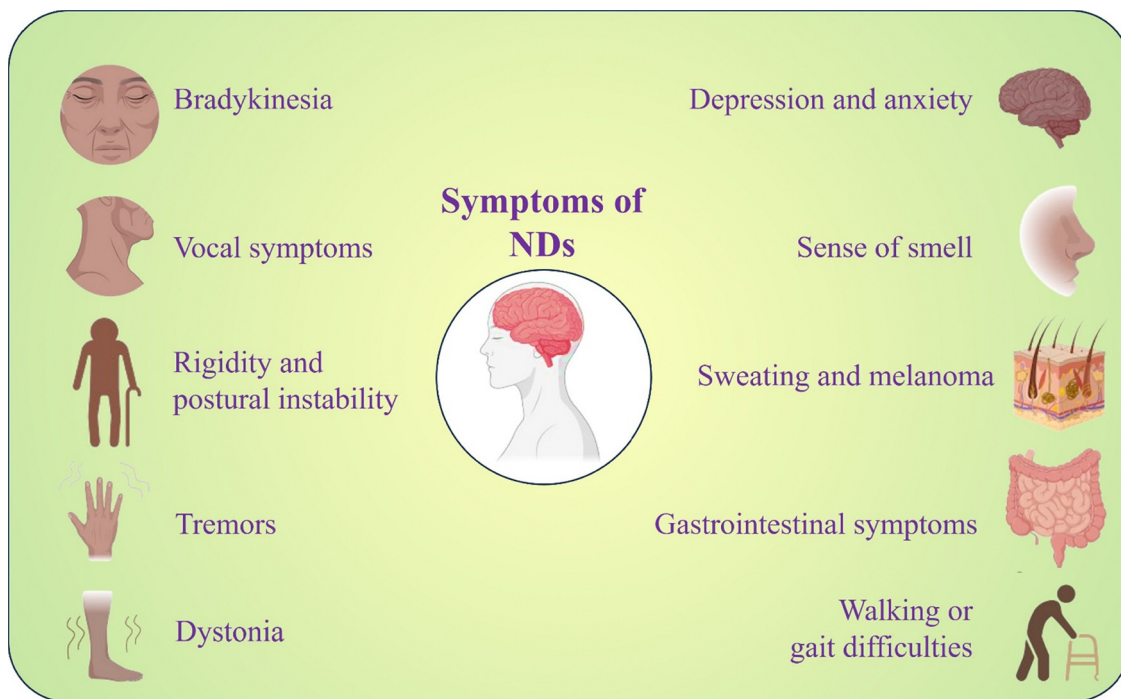 Symptoms of
NDs
Bradykinesia
Vocal symptoms
Rigidity and
postural instability
Tremors
Dystonia
Depression and anxiety
Sense of smell
Sweating and melanoma
Gastrointestinal symptoms
Walking or
gait difficulties